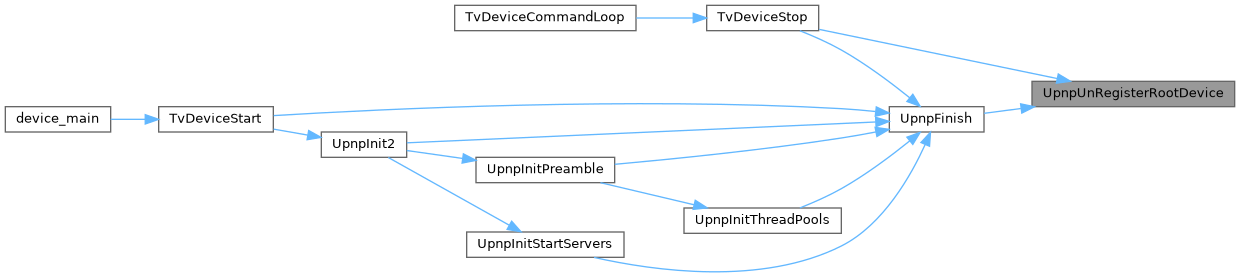 TvDeviceCommandLoop
TvDeviceStop
UpnpUnRegisterRootDevice
device_main
TvDeviceStart
UpnpFinish
UpnpInit2
UpnpInitPreamble
UpnpInitThreadPools
UpnpInitStartServers